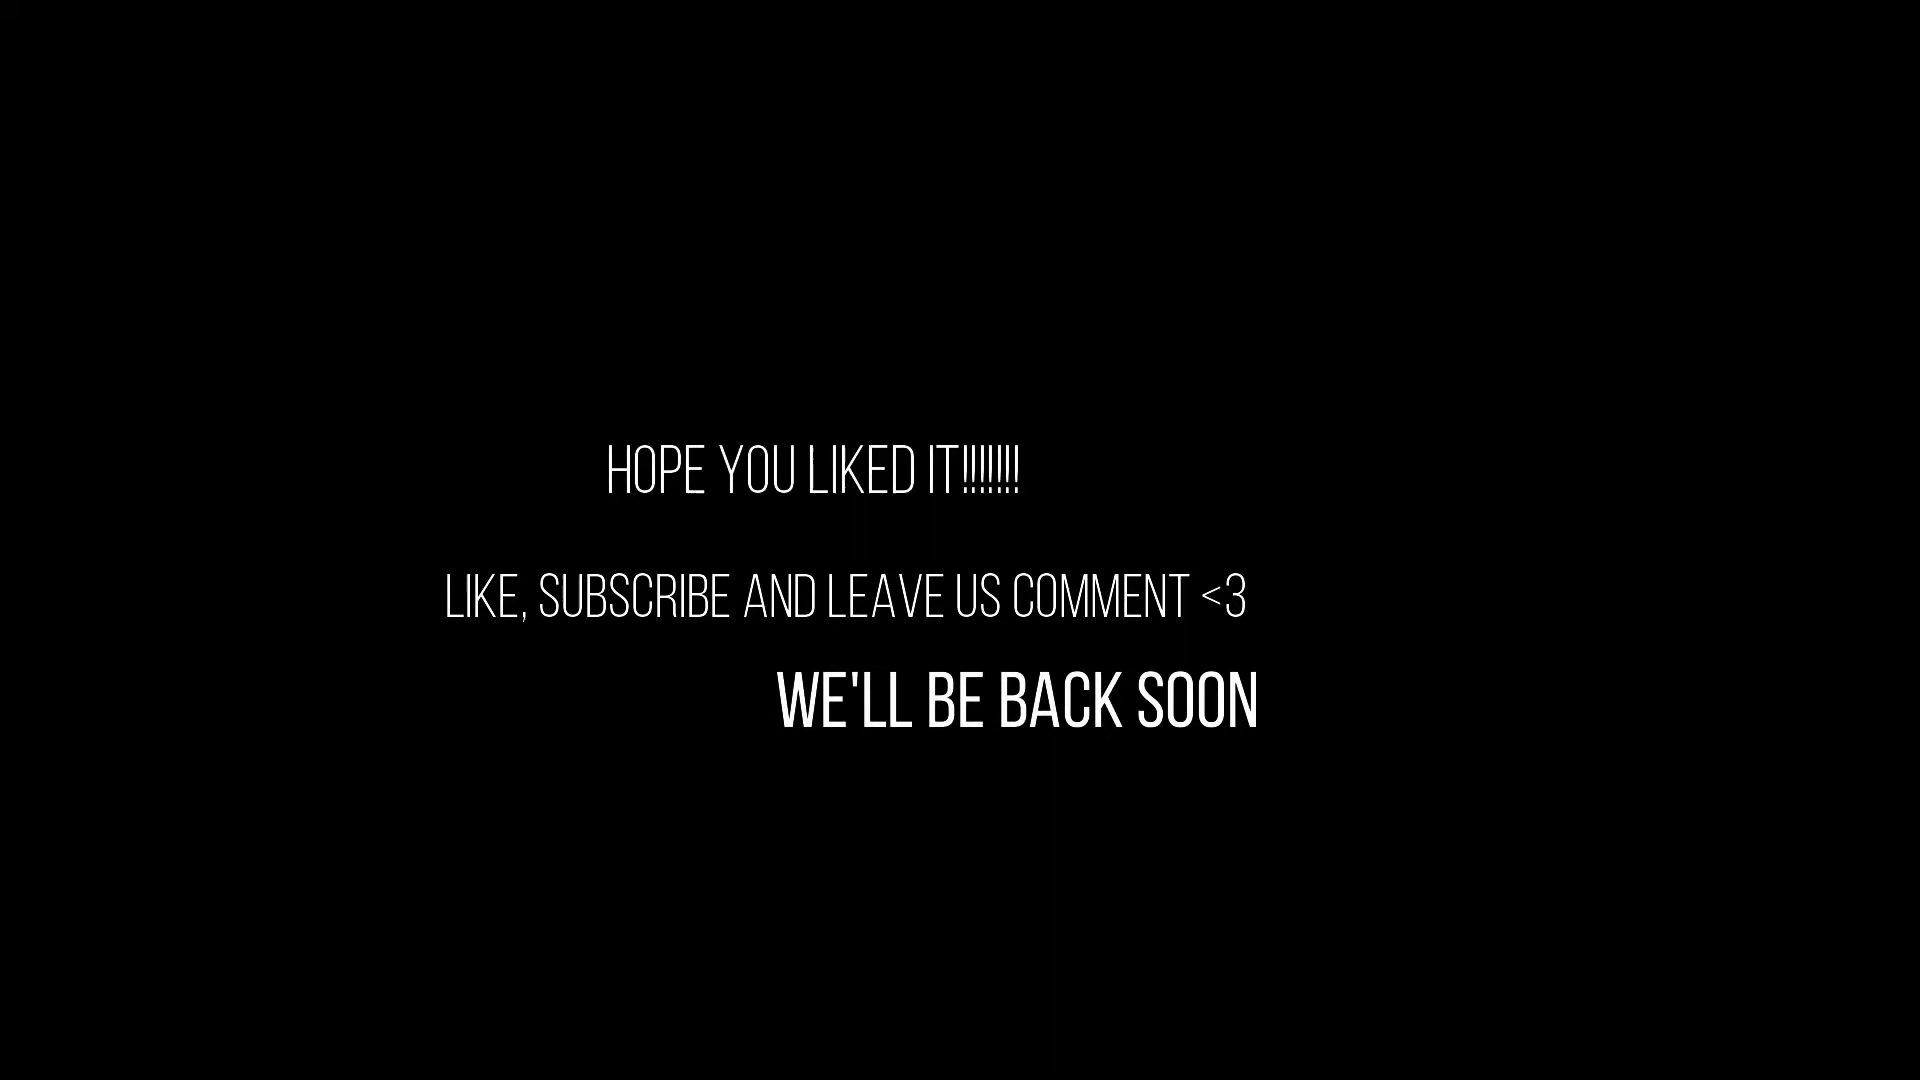 HOPE YOU LIKED IT!!!!!!!
LIKE, SUBSCRIBE AND LEAVE US COMMENT <3
WE'LL BE BACK SOON